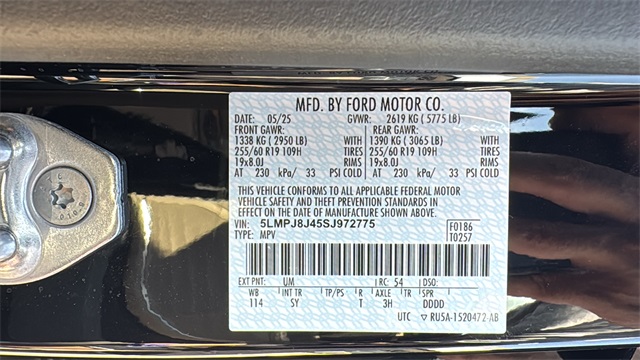 MFD. BY FORD MOTOR CO.
DATE: 05/25 GVWR: 2619 KG ( 5775 LB)
FRONT GAWR: REAR GAWR:
1338 KG ( 2950 LB) WITH 1390 KG ( 3065 LB) WITH
255/60 R19 109H TIRES 255/60 R19 109H TIRES
19x8.0J RIMS 19x8.0J RIMS
AT 230 kPa/ 33 PSI COLD AT 230 kPa/ 33 PSI COLD
THIS VEHICLE CONFORMS TO ALL APPLICABLE FEDERAL MOTOR
VEHICLE SAFETY AND THEFT PREVENTION STANDARDS IN
EFFECT ON THE DATE OF MANUFACTURE SHOWN ABOVE.
VIN: 5LMPJ8J45SJ972775 F0186
TYPE: MPV T0257
EXT PNT: UM RC: 54 DSO:
WB INT TR TP/PS R AXLE TR SPR
114 SY T 3H DDDD
UTC ▽ RU5A-1520472-AB